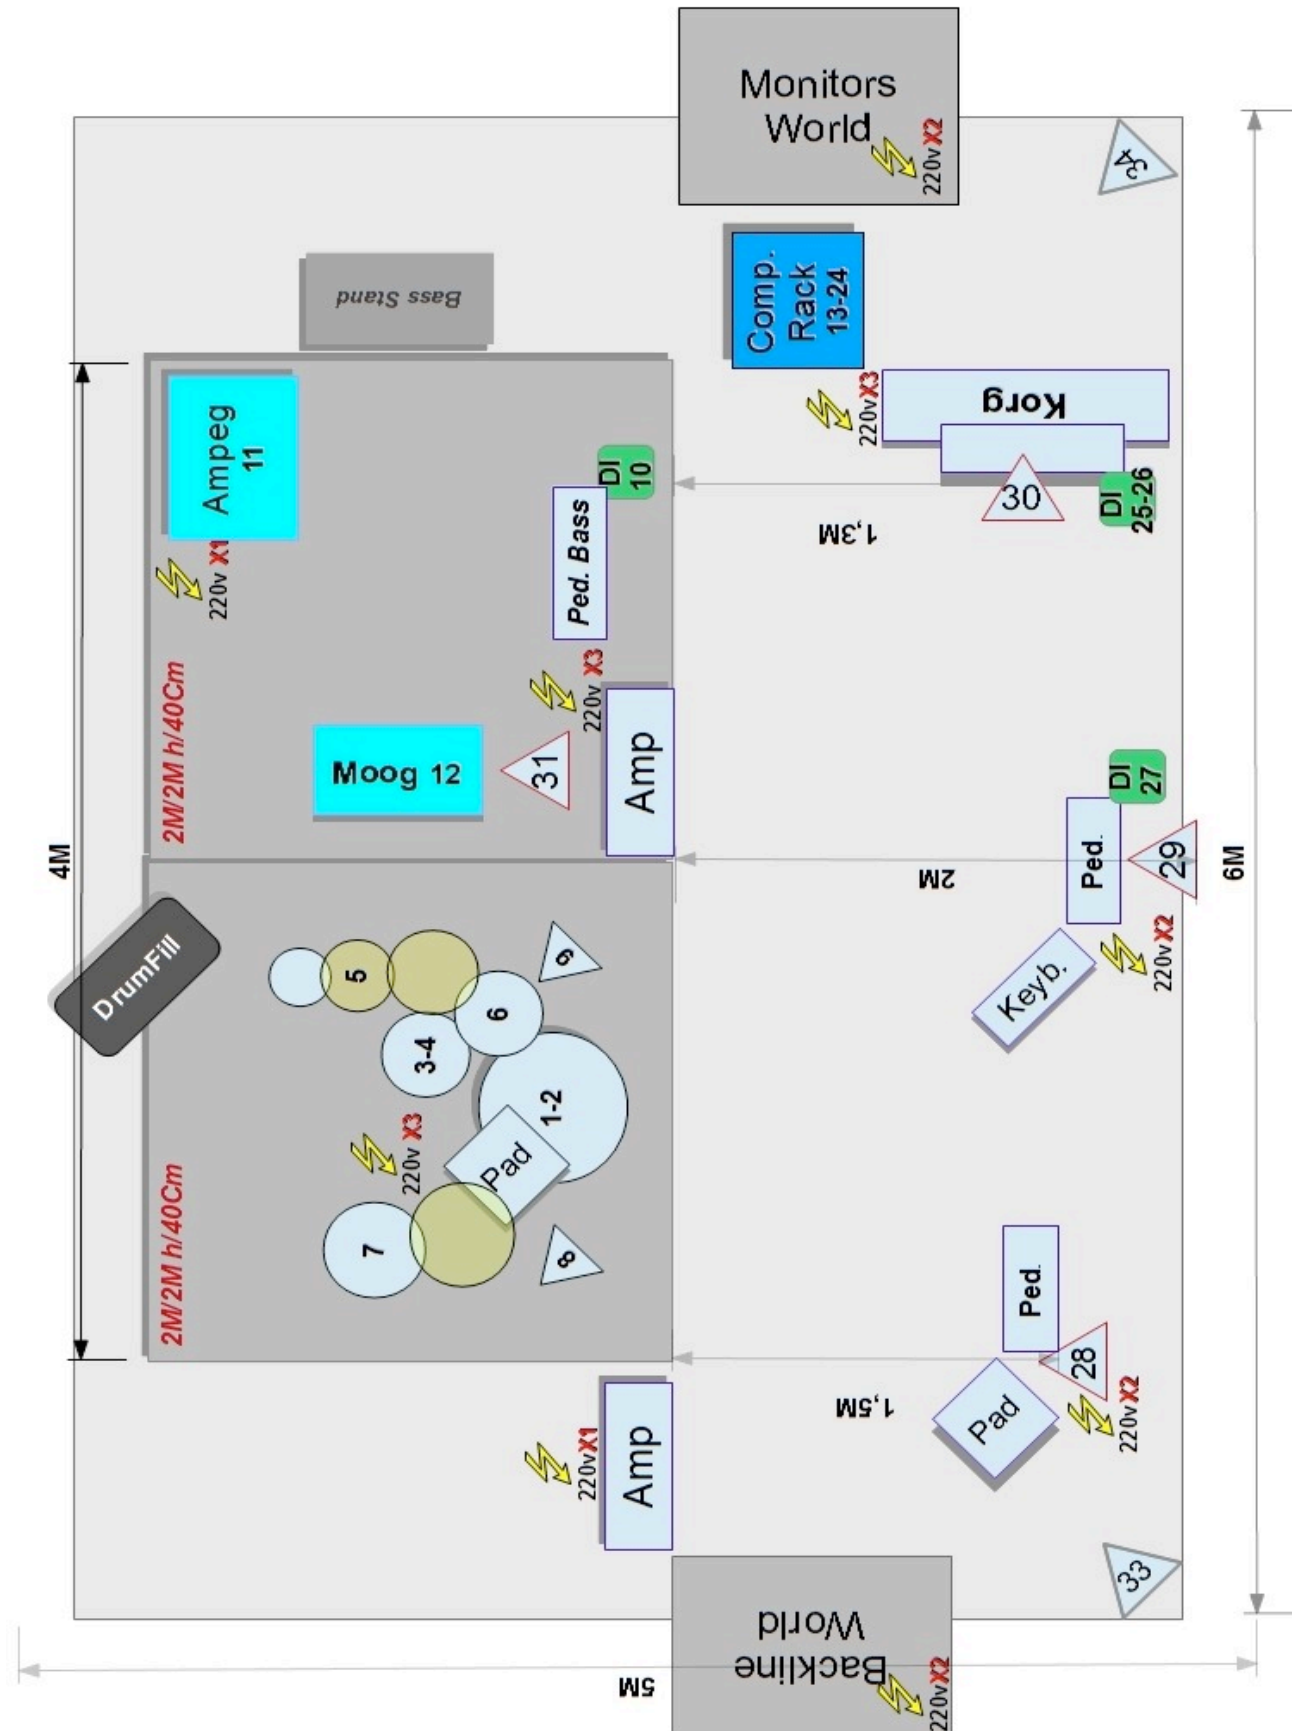 Monitors
World
220v X2
34
Comp.
Rack
13-24
Bass Stand
220v X3
Korg
Ampeg
11
220v X1
DI
10
Ped. Bass
30
DI
25-26
1,3M
2M/2M h/40Cm
220v X3
Moog 12
31
Amp
4M
DI
27
Ped.
29
2M
6M
220v X2
DrumFill
5
9
6
3-4
1-2
Keyb.
220v X3
Pad
2M/2M h/40Cm
7
8
Ped.
28
1,5M
Pad
220v X2
220v X1
Amp
33
Backline
World
220v X2
5M